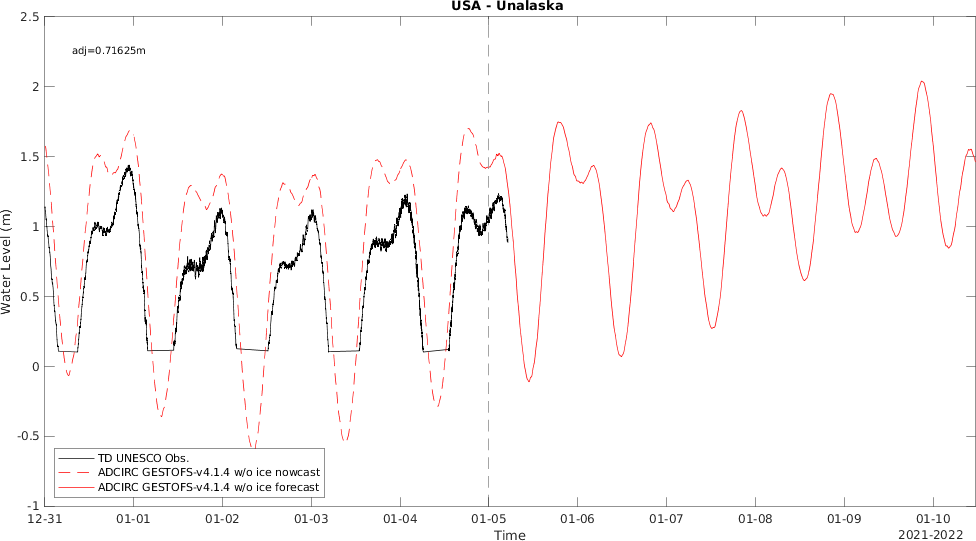 USA - Unalaska
adj=0.71625m
2.5
2
1.5
1
0.5
0
-0.5
-1
Water Level (m)
TD UNESCO Obs.
ADCIRC GESTOFS-v4.1.4 w/o ice nowcast
ADCIRC GESTOFS-v4.1.4 w/o ice forecast
12-31 01-01 01-02 01-03 01-04 01-05 01-06 01-07 01-08 01-09 01-10
Time
2021-2022